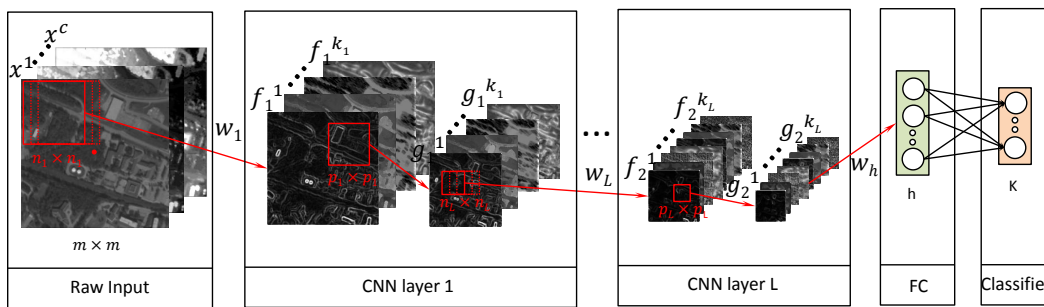 x^1
x^c
n_1 × n_1
m × m
Raw Input
w_1
f_1^1
f_1^{k_1}
g_1^{k_1}
g 1
p_1 × p_1
n_L × n_L
CNN layer 1
...
w_L
f_2^1
f_2^{k_L}
g_2^1
g_2^{k_L}
p_L × p_L
CNN layer L
w_h
h
FC
K
Classifie